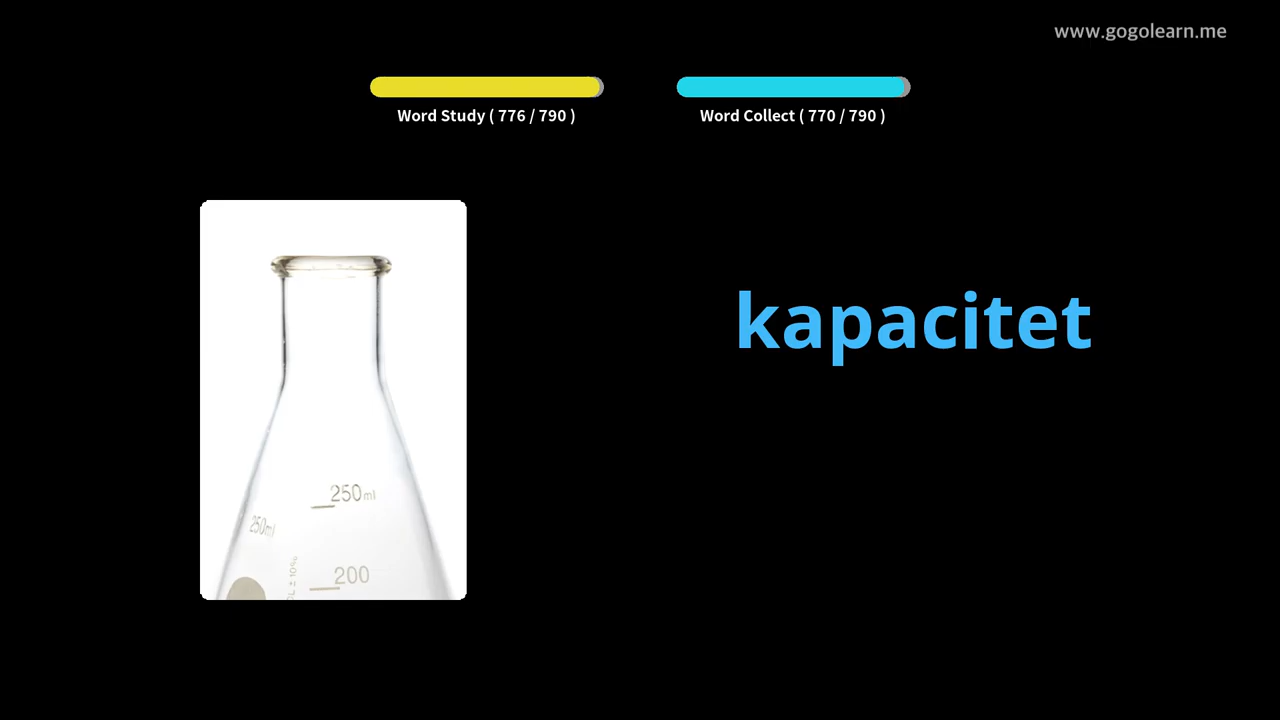 www.gogolearn.me
Word Study ( 776 / 790 )
Word Collect ( 770 / 790 )
kapacitet
250ml
250ml
200